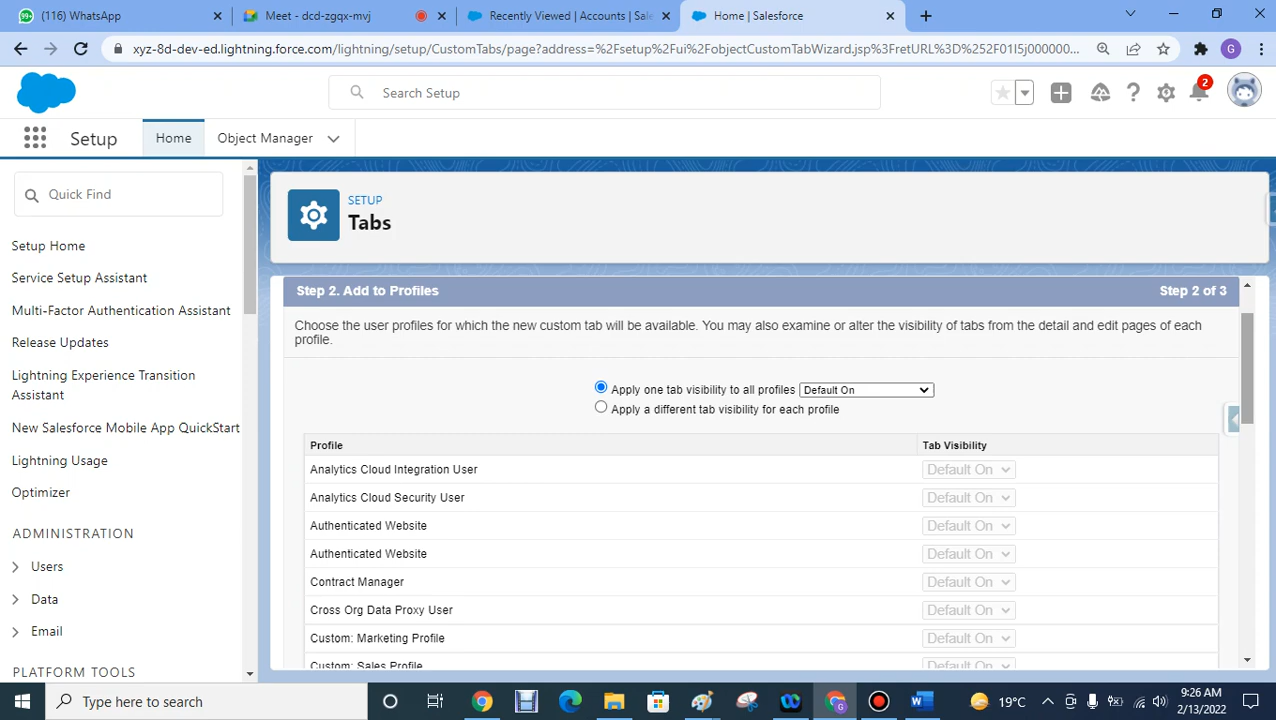 (116) WhatsApp
Meet - dcd-zgqx-mvj
Recently Viewed | Accounts | Sale
Home | Salesforce
xyz-8d-dev-ed.lightning.force.com/lightning/setup/CustomTabs/page?address=%2Fsetup%2Fui%2FobjectCustomTabWizard.jsp%3FretURL%3D%252F01I5j000000...
G
Search Setup
2
Setup
Home
Object Manager
Quick Find
SETUP
Tabs
Setup Home
Service Setup Assistant
Multi-Factor Authentication Assistant
Release Updates
Lightning Experience Transition
Assistant
New Salesforce Mobile App QuickStart
Lightning Usage
Optimizer
ADMINISTRATION
Users
Data
Email
PLATFORM TOOLS
Step 2. Add to Profiles
Step 2 of 3
Choose the user profiles for which the new custom tab will be available. You may also examine or alter the visibility of tabs from the detail and edit pages of each
profile.
Apply one tab visibility to all profiles Default On
Apply a different tab visibility for each profile
Profile Tab Visibility
Analytics Cloud Integration User Default On
Analytics Cloud Security User Default On
Authenticated Website Default On
Authenticated Website Default On
Contract Manager Default On
Cross Org Data Proxy User Default On
Custom: Marketing Profile Default On
Custom: Sales Profile Default On
Type here to search
19°C
9:26 AM
2/13/2022